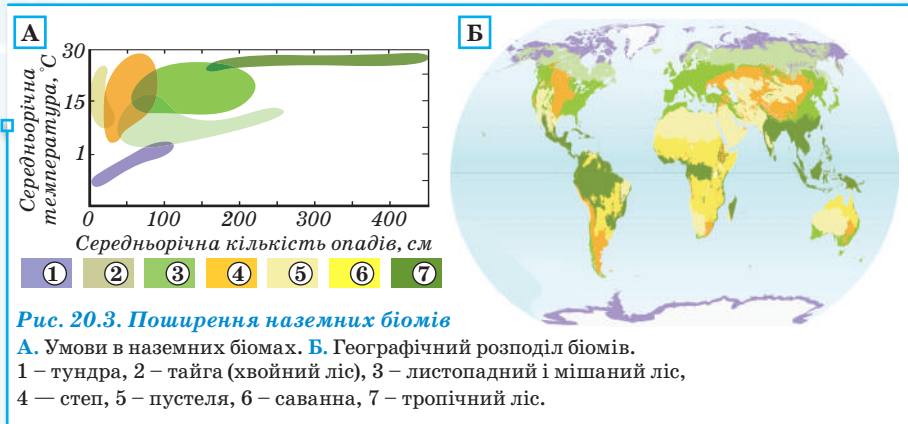 А
Б
Середньорічна
температура, °С
30
15
1
0
100
200
300
400
Середньорічна кількість опадів, см
1 2 3 4 5 6 7
Рис. 20.3. Поширення наземних біомів
А. Умови в наземних біомах. Б. Географічний розподіл біомів.
1 – тундра, 2 – тайга (хвойний ліс), 3 – листопадний і мішаний ліс,
4 — степ, 5 – пустеля, 6 – саванна, 7 – тропічний ліс.